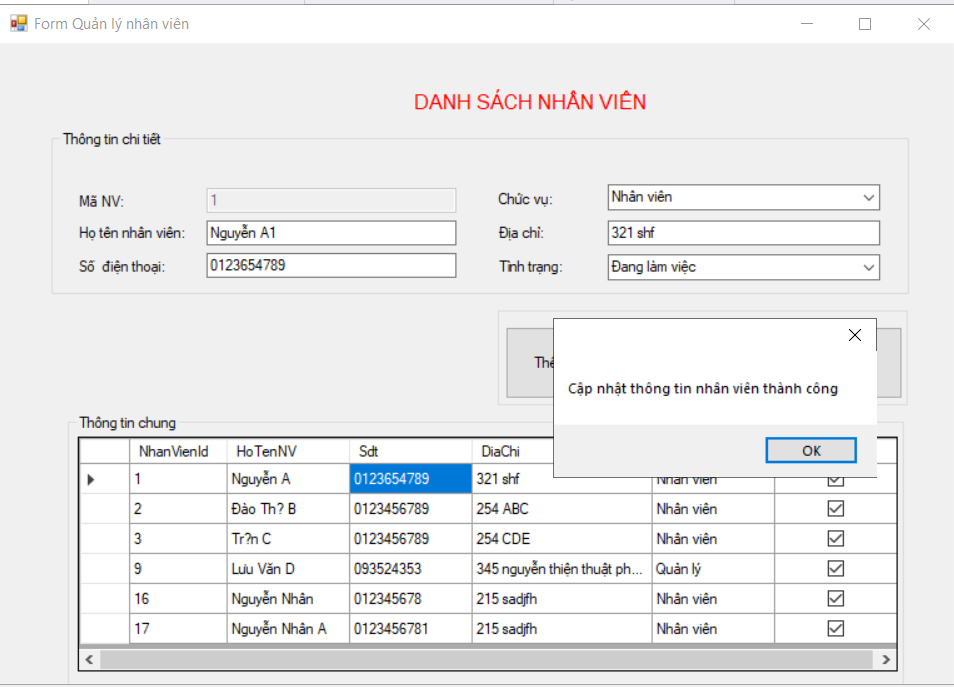 Form Quản lý nhân viên
DANH SÁCH NHÂN VIÊN
Thông tin chi tiết
Mã NV: 1
Chức vụ: Nhân viên
Họ tên nhân viên: Nguyễn A1
Địa chỉ: 321 shf
Số điện thoại: 0123654789
Tình trạng: Đang làm việc
Cập nhật thông tin nhân viên thành công
OK
Thông tin chung
NhanVienId HoTenNV Sdt DiaChi
1 Nguyễn A 0123654789 321 shf Nhân viên
2 Đào Th? B 0123456789 254 ABC Nhân viên
3 Tr?n C 0123456789 254 CDE Nhân viên
9 Lưu Văn D 093524353 345 nguyễn thiện thuật ph... Quản lý
16 Nguyễn Nhân 012345678 215 sadjfh Nhân viên
17 Nguyễn Nhân A 0123456781 215 sadjfh Nhân viên